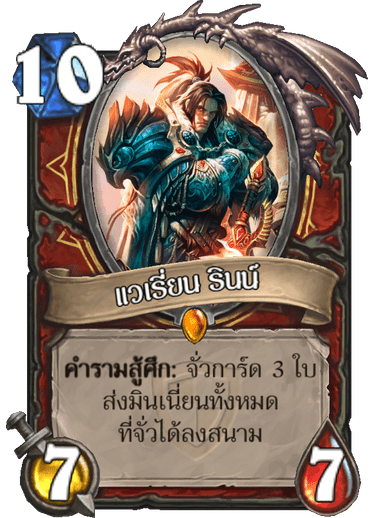 10
แวเรี่ยน รินน์
คำรามสู้ศึก: จั่วการ์ด 3 ใบ
ส่งมินเนี่ยนทั้งหมด
ที่จั่วได้ลงสนาม
7
7